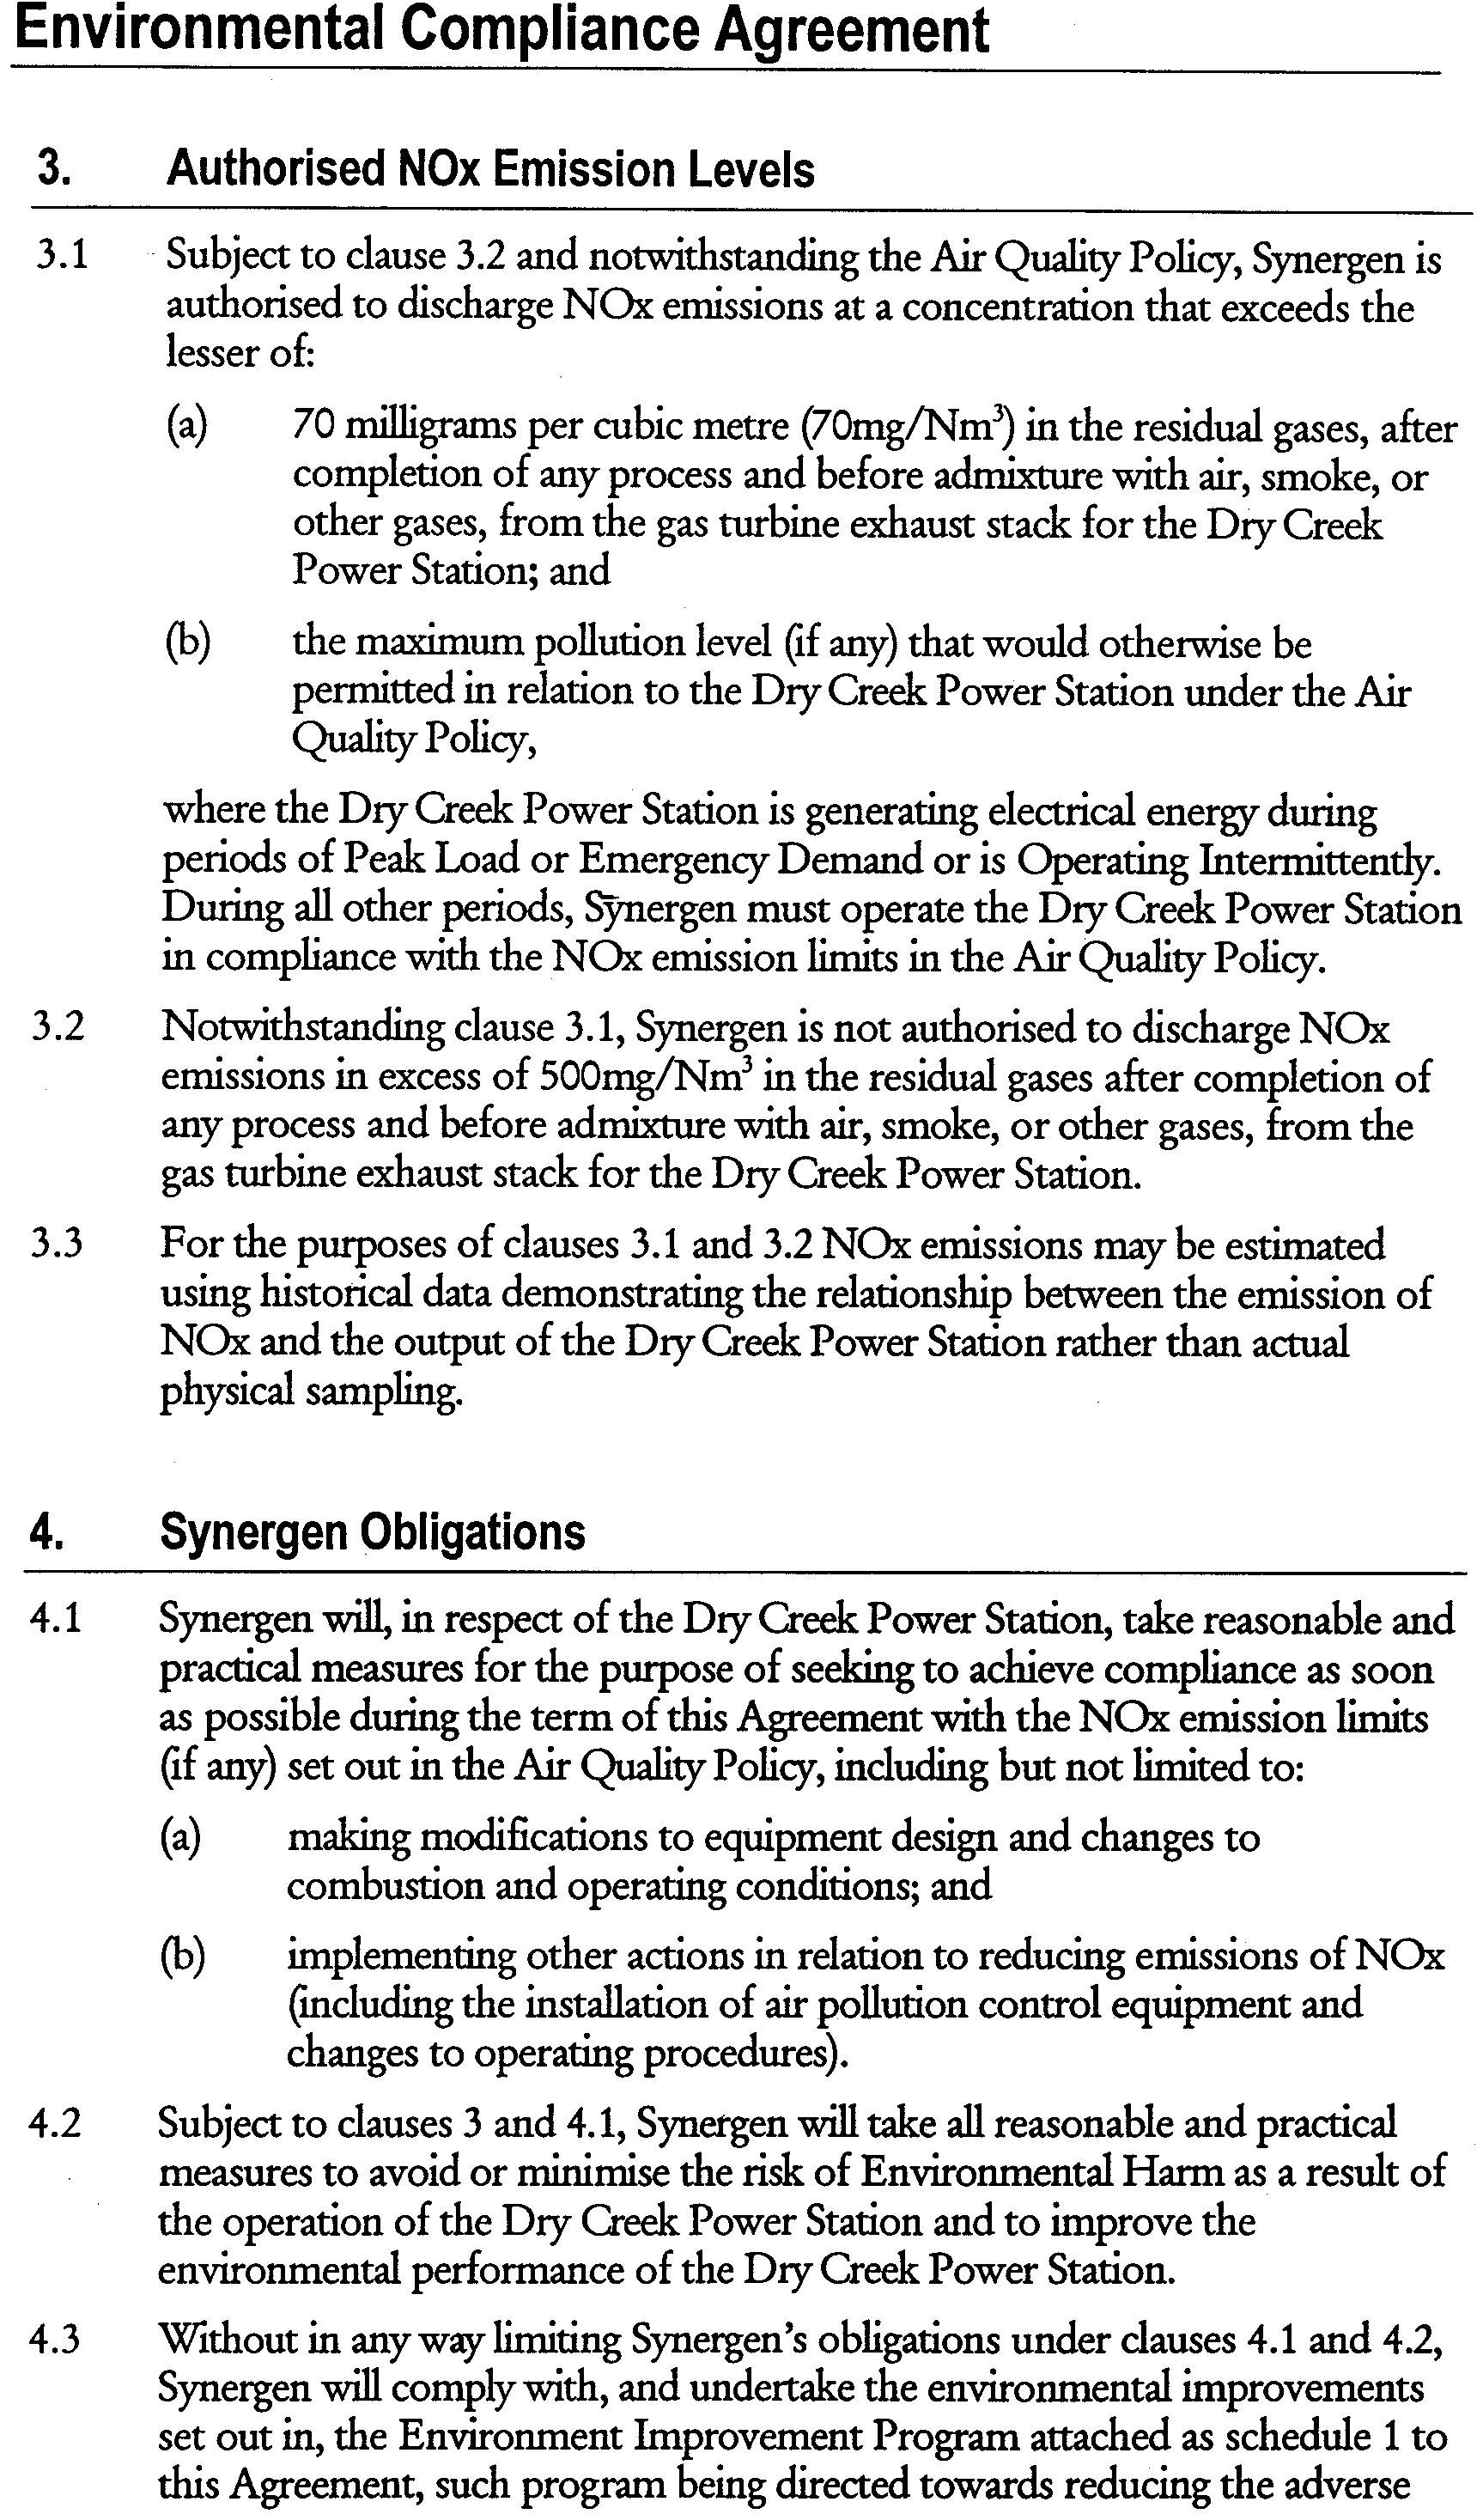 Environmental Compliance Agreement
3. Authorised NOx Emission Levels
3.1 Subject to clause 3.2 and notwithstanding the Air Quality Policy, Synergen is
authorised to discharge NOx emissions at a concentration that exceeds the
lesser of:
(a) 70 milligrams per cubic metre (70mg/Nm³) in the residual gases, after
completion of any process and before admixture with air, smoke, or
other gases, from the gas turbine exhaust stack for the Dry Creek
Power Station; and
(b) the maximum pollution level (if any) that would otherwise be
permitted in relation to the Dry Creek Power Station under the Air
Quality Policy,
where the Dry Creek Power Station is generating electrical energy during
periods of Peak Load or Emergency Demand or is Operating Intermittently.
During all other periods, Synergen must operate the Dry Creek Power Station
in compliance with the NOx emission limits in the Air Quality Policy.
3.2 Notwithstanding clause 3.1, Synergen is not authorised to discharge NOx
emissions in excess of 500mg/Nm³ in the residual gases after completion of
any process and before admixture with air, smoke, or other gases, from the
gas turbine exhaust stack for the Dry Creek Power Station.
3.3 For the purposes of clauses 3.1 and 3.2 NOx emissions may be estimated
using historical data demonstrating the relationship between the emission of
NOx and the output of the Dry Creek Power Station rather than actual
physical sampling.
4. Synergen Obligations
4.1 Synergen will, in respect of the Dry Creek Power Station, take reasonable and
practical measures for the purpose of seeking to achieve compliance as soon
as possible during the term of this Agreement with the NOx emission limits
(if any) set out in the Air Quality Policy, including but not limited to:
(a) making modifications to equipment design and changes to
combustion and operating conditions; and
(b) implementing other actions in relation to reducing emissions of NOx
(including the installation of air pollution control equipment and
changes to operating procedures).
4.2 Subject to clauses 3 and 4.1, Synergen will take all reasonable and practical
measures to avoid or minimise the risk of Environmental Harm as a result of
the operation of the Dry Creek Power Station and to improve the
environmental performance of the Dry Creek Power Station.
4.3 Without in any way limiting Synergen's obligations under clauses 4.1 and 4.2,
Synergen will comply with, and undertake the environmental improvements
set out in, the Environment Improvement Program attached as schedule 1 to
this Agreement, such program being directed towards reducing the adverse